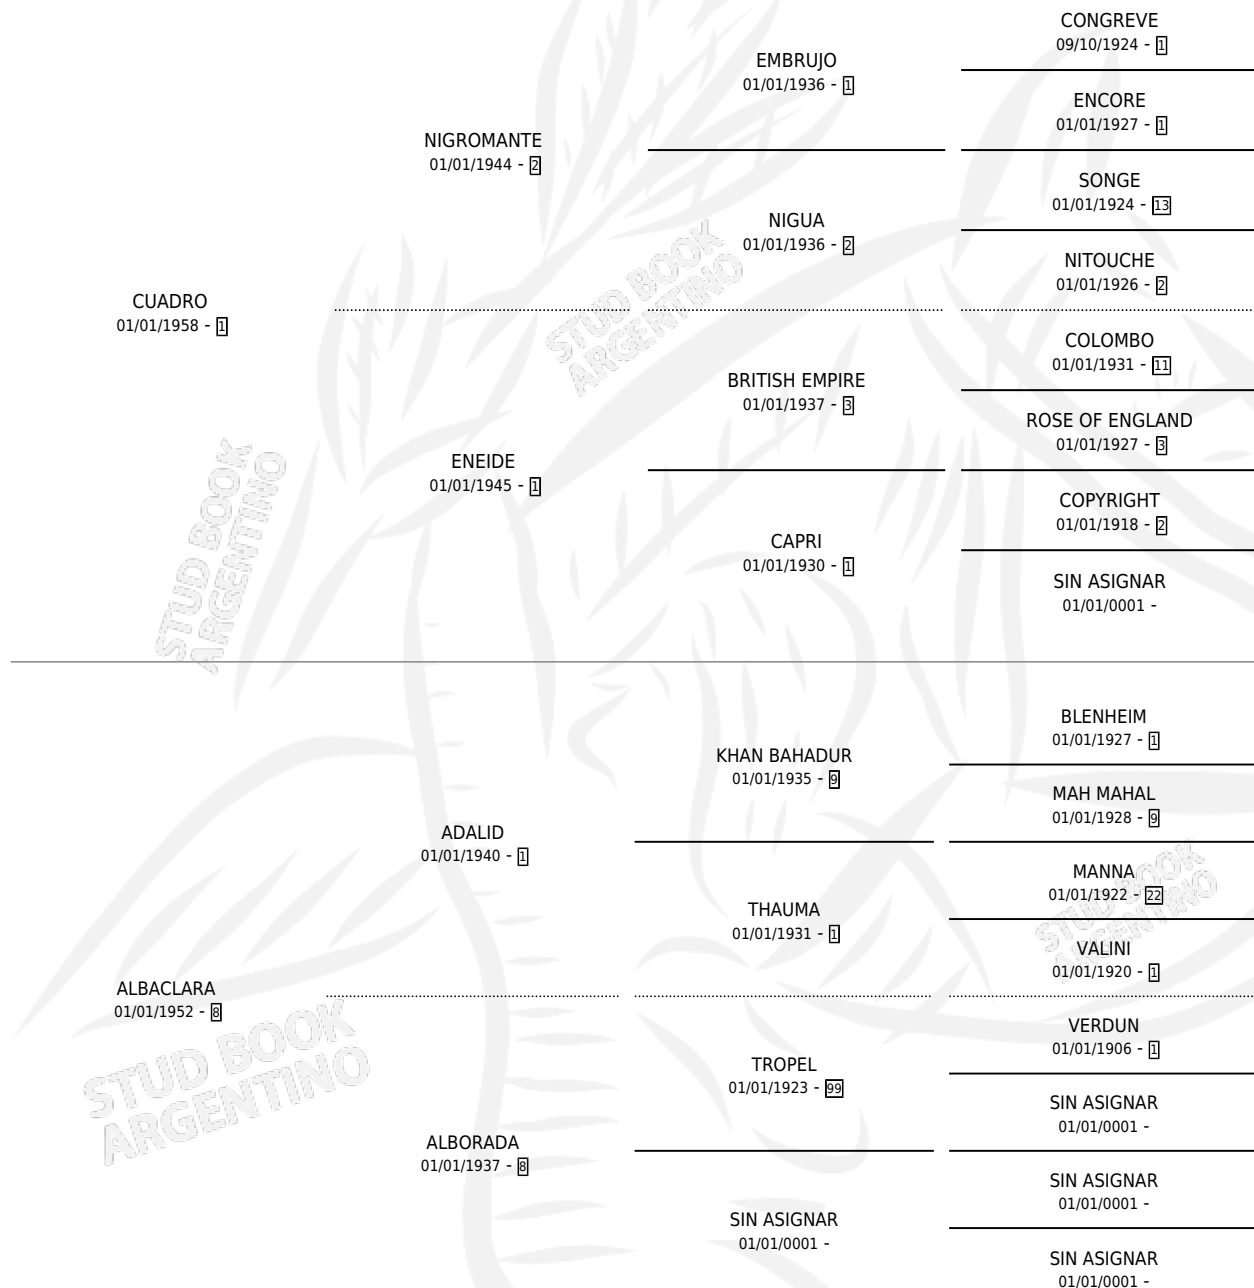 CONGREVE
09/10/1924 - 1
EMBRUJO
01/01/1936 - 1
ENCORE
01/01/1927 - 1
NIGROMANTE
01/01/1944 - 2
SONGE
01/01/1924 - 13
NIGUA
01/01/1936 - 2
NITOUCHE
01/01/1926 - 2
CUADRO
01/01/1958 - 1
COLOMBO
01/01/1931 - 11
BRITISH EMPIRE
01/01/1937 - 3
ROSE OF ENGLAND
01/01/1927 - 3
ENEIDE
01/01/1945 - 1
COPYRIGHT
01/01/1918 - 2
CAPRI
01/01/1930 - 1
SIN ASIGNAR
01/01/0001 -
BLENHEIM
01/01/1927 - 1
KHAN BAHADUR
01/01/1935 - 9
MAH MAHAL
01/01/1928 - 9
ADALID
01/01/1940 - 1
MANNA
01/01/1922 - 22
THAUMA
01/01/1931 - 1
VALINI
01/01/1920 - 1
ALBACLARA
01/01/1952 - 8
VERDUN
01/01/1906 - 1
TROPEL
01/01/1923 - 99
SIN ASIGNAR
01/01/0001 -
ALBORADA
01/01/1937 - 8
SIN ASIGNAR
01/01/0001 -
SIN ASIGNAR
01/01/0001 -
SIN ASIGNAR
01/01/0001 -
STUD BOOK
ARGENTINO
STUD BOOK
ARGENTINO
STUD BOOK
ARGENTINO
STUD BOOK
ARGENTINO